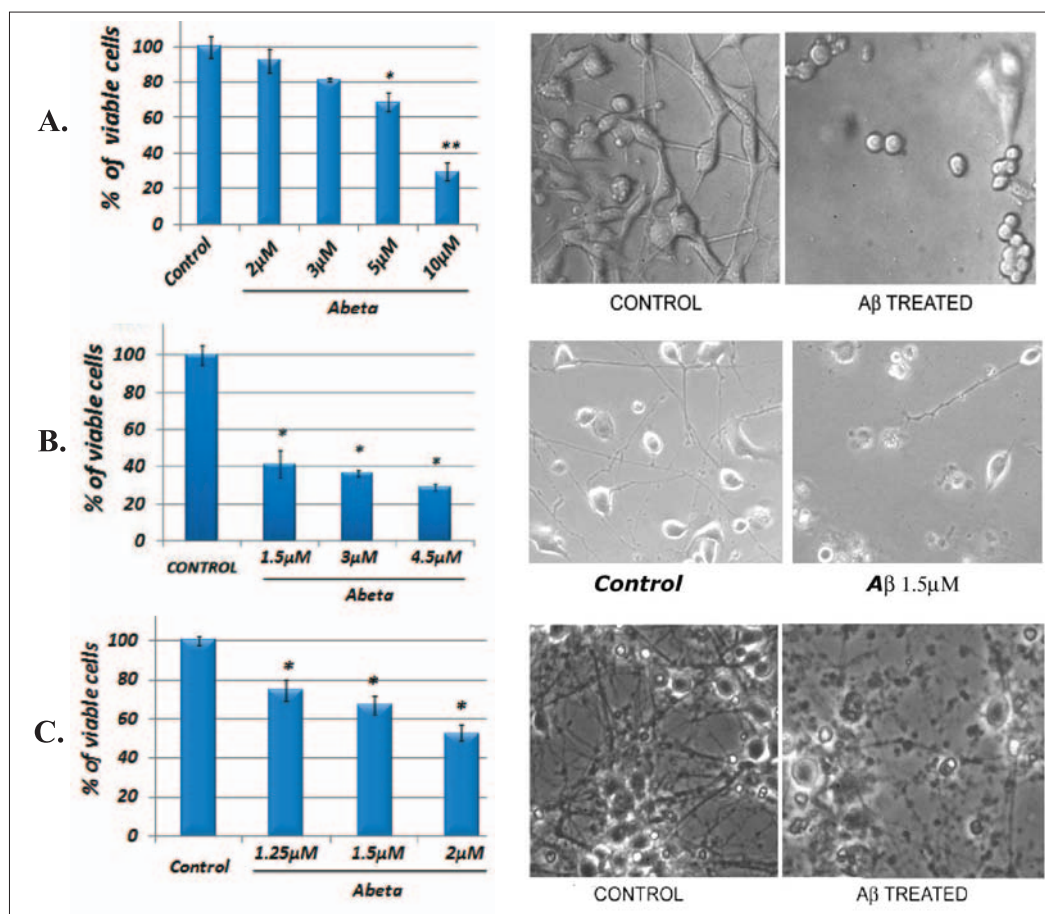 A.
% of viable cells
100
80
60
40
20
0
*
**
Control
2µM
3µM
5µM
10µM
Abeta
CONTROL
Aβ TREATED
B.
% of viable cells
100
80
60
40
20
0
*
*
*
CONTROL
1.5µM
3µM
4.5µM
Abeta
Control
Aβ 1.5µM
C.
% of viable cells
100
80
60
40
20
0
*
*
*
Control
1.25µM
1.5µM
2µM
Abeta
CONTROL
Aβ TREATED